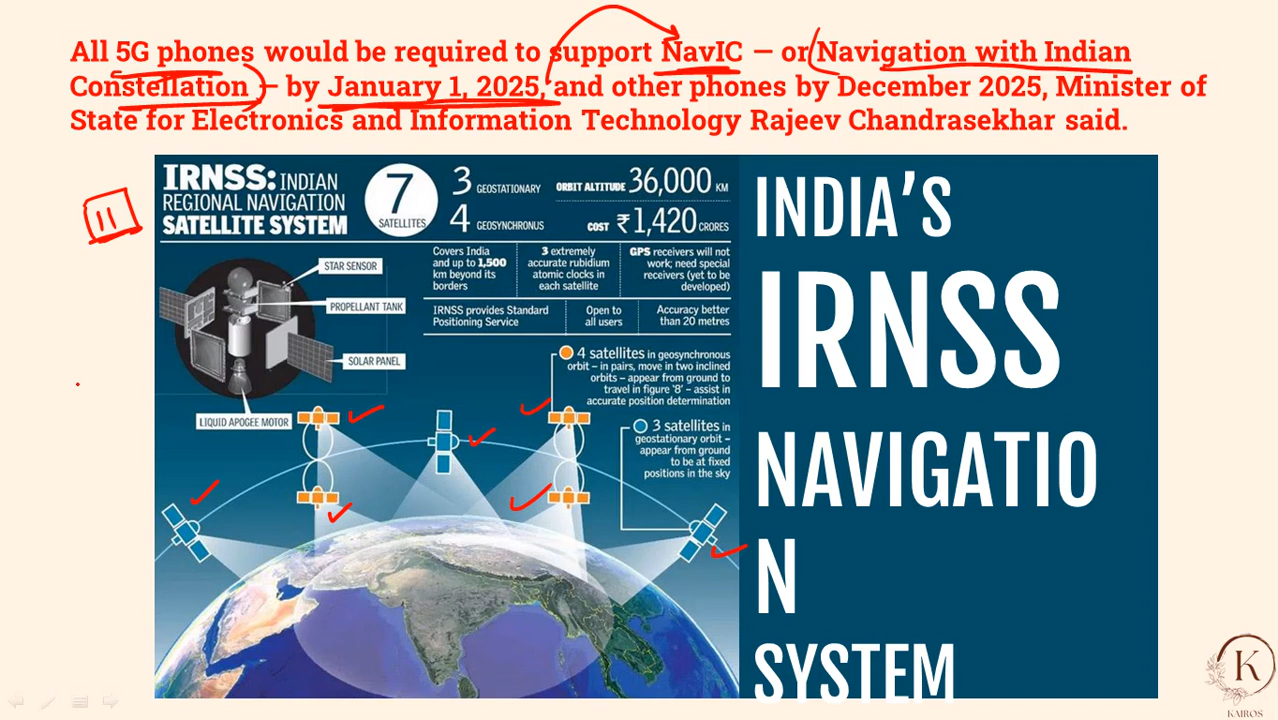 All 5G phones would be required to support NavIC — or Navigation with Indian
Constellation — by January 1, 2025, and other phones by December 2025, Minister of
State for Electronics and Information Technology Rajeev Chandrasekhar said.
11
IRNSS: INDIAN
REGIONAL NAVIGATION
SATELLITE SYSTEM
7
SATELLITES
3 GEOSTATIONARY
4 GEOSYNCHRONUS
ORBIT ALTITUDE 36,000 KM
COST ₹1,420 CRORES
Covers India
and up to 1,500
km beyond its
borders
3 extremely
accurate rubidium
atomic clocks in
each satellite
GPS receivers will not
work; need special
receivers (yet to be
developed)
IRNSS provides Standard
Positioning Service
Open to
all users
Accuracy better
than 20 metres
STAR SENSOR
PROPELLANT TANK
SOLAR PANEL
LIQUID APOGEE MOTOR
4 satellites in geosynchronous
orbit – in pairs, move in two inclined
orbits – appear from ground to
travel in figure '8' – assist in
accurate position determination
3 satellites in
geostationary orbit –
appear from ground
to be at fixed
positions in the sky
INDIA'S
IRNSS
NAVIGATIO
N
SYSTEM
K
KAIROS